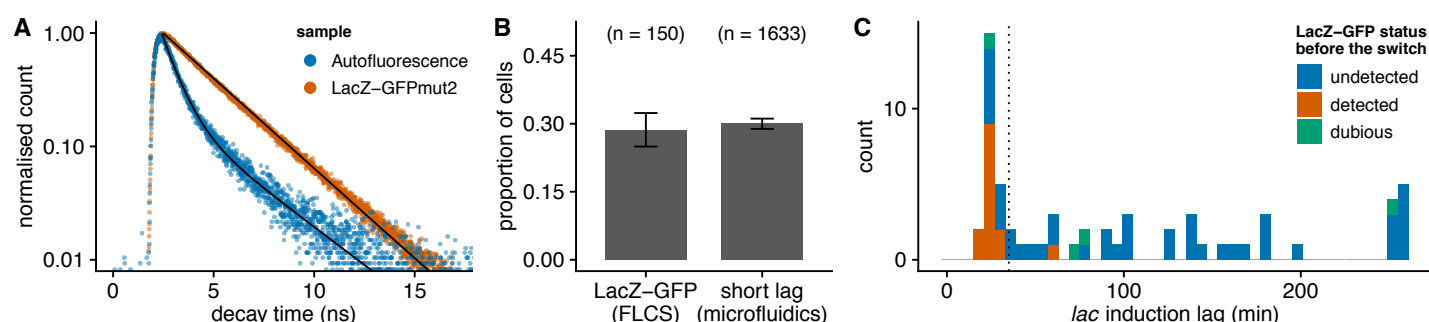 A
normalised count
1.00
0.10
0.01
sample
Autofluorescence
LacZ−GFPmut2
0
5
10
15
decay time (ns)
B
proportion of cells
0.45
0.30
0.15
0.00
(n = 150)
(n = 1633)
LacZ−GFP
(FLCS)
short lag
(microfluidics)
C
count
10
0
LacZ−GFP status
before the switch
undetected
detected
dubious
0
100
200
lac induction lag (min)